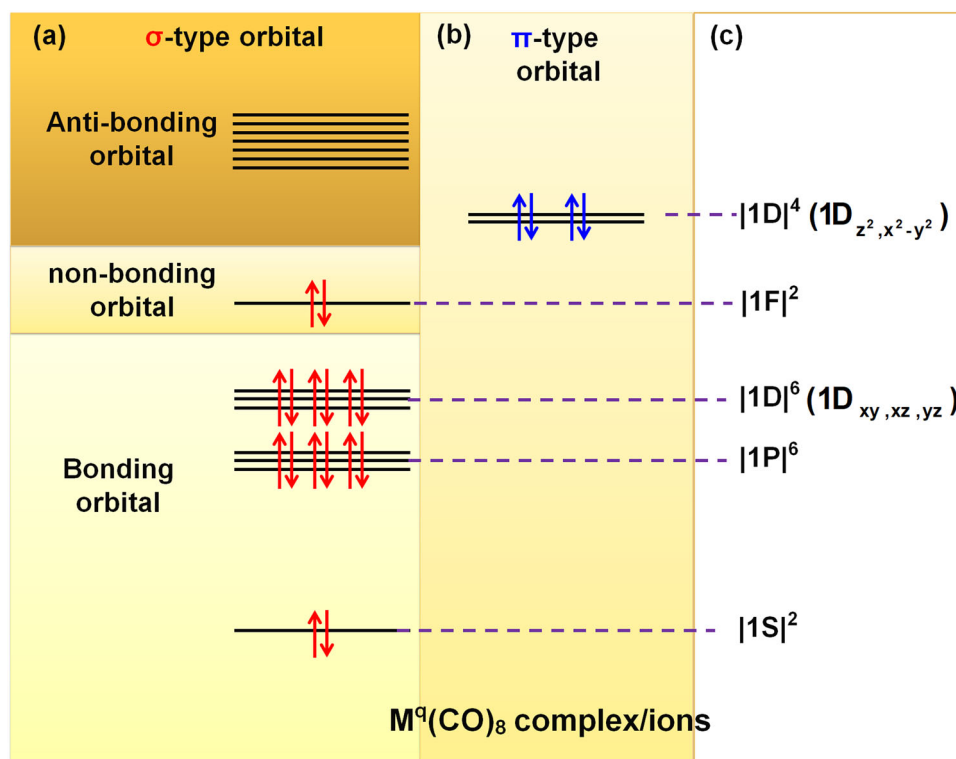 (a)
σ-type orbital
(b)
π-type
orbital
(c)
Anti-bonding
orbital
|1D|⁴ (1D z²,x²-y²)
non-bonding
orbital
|1F|²
|1D|⁶ (1D xy,xz,yz)
|1P|⁶
Bonding
orbital
|1S|²
M^q(CO)₈ complex/ions